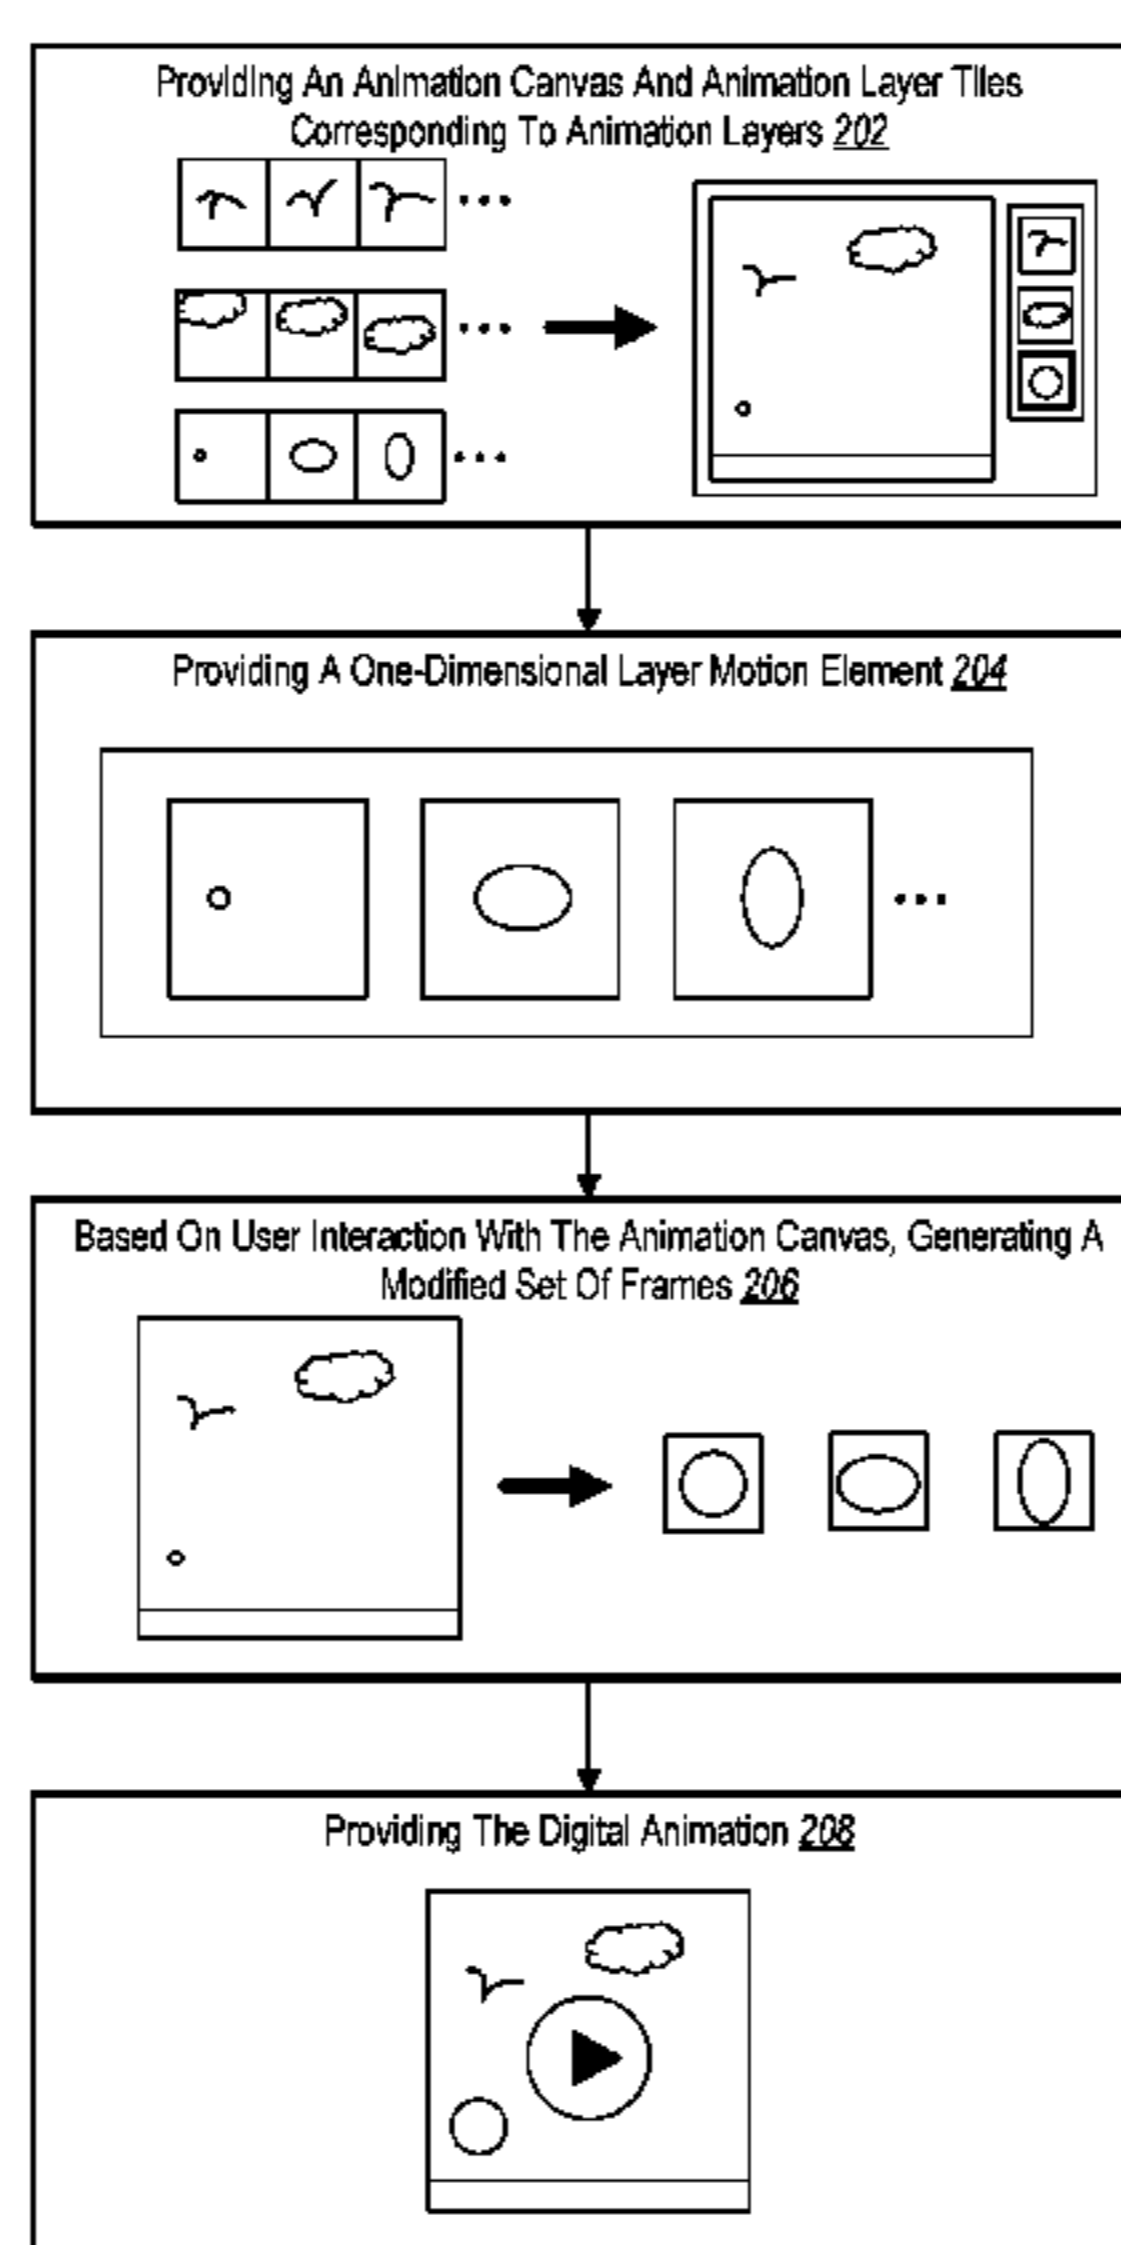 Providing An Animation Canvas And Animation Layer Tiles
Corresponding To Animation Layers 202
Providing A One-Dimensional Layer Motion Element 204
Based On User Interaction With The Animation Canvas, Generating A
Modified Set Of Frames 206
Providing The Digital Animation 208